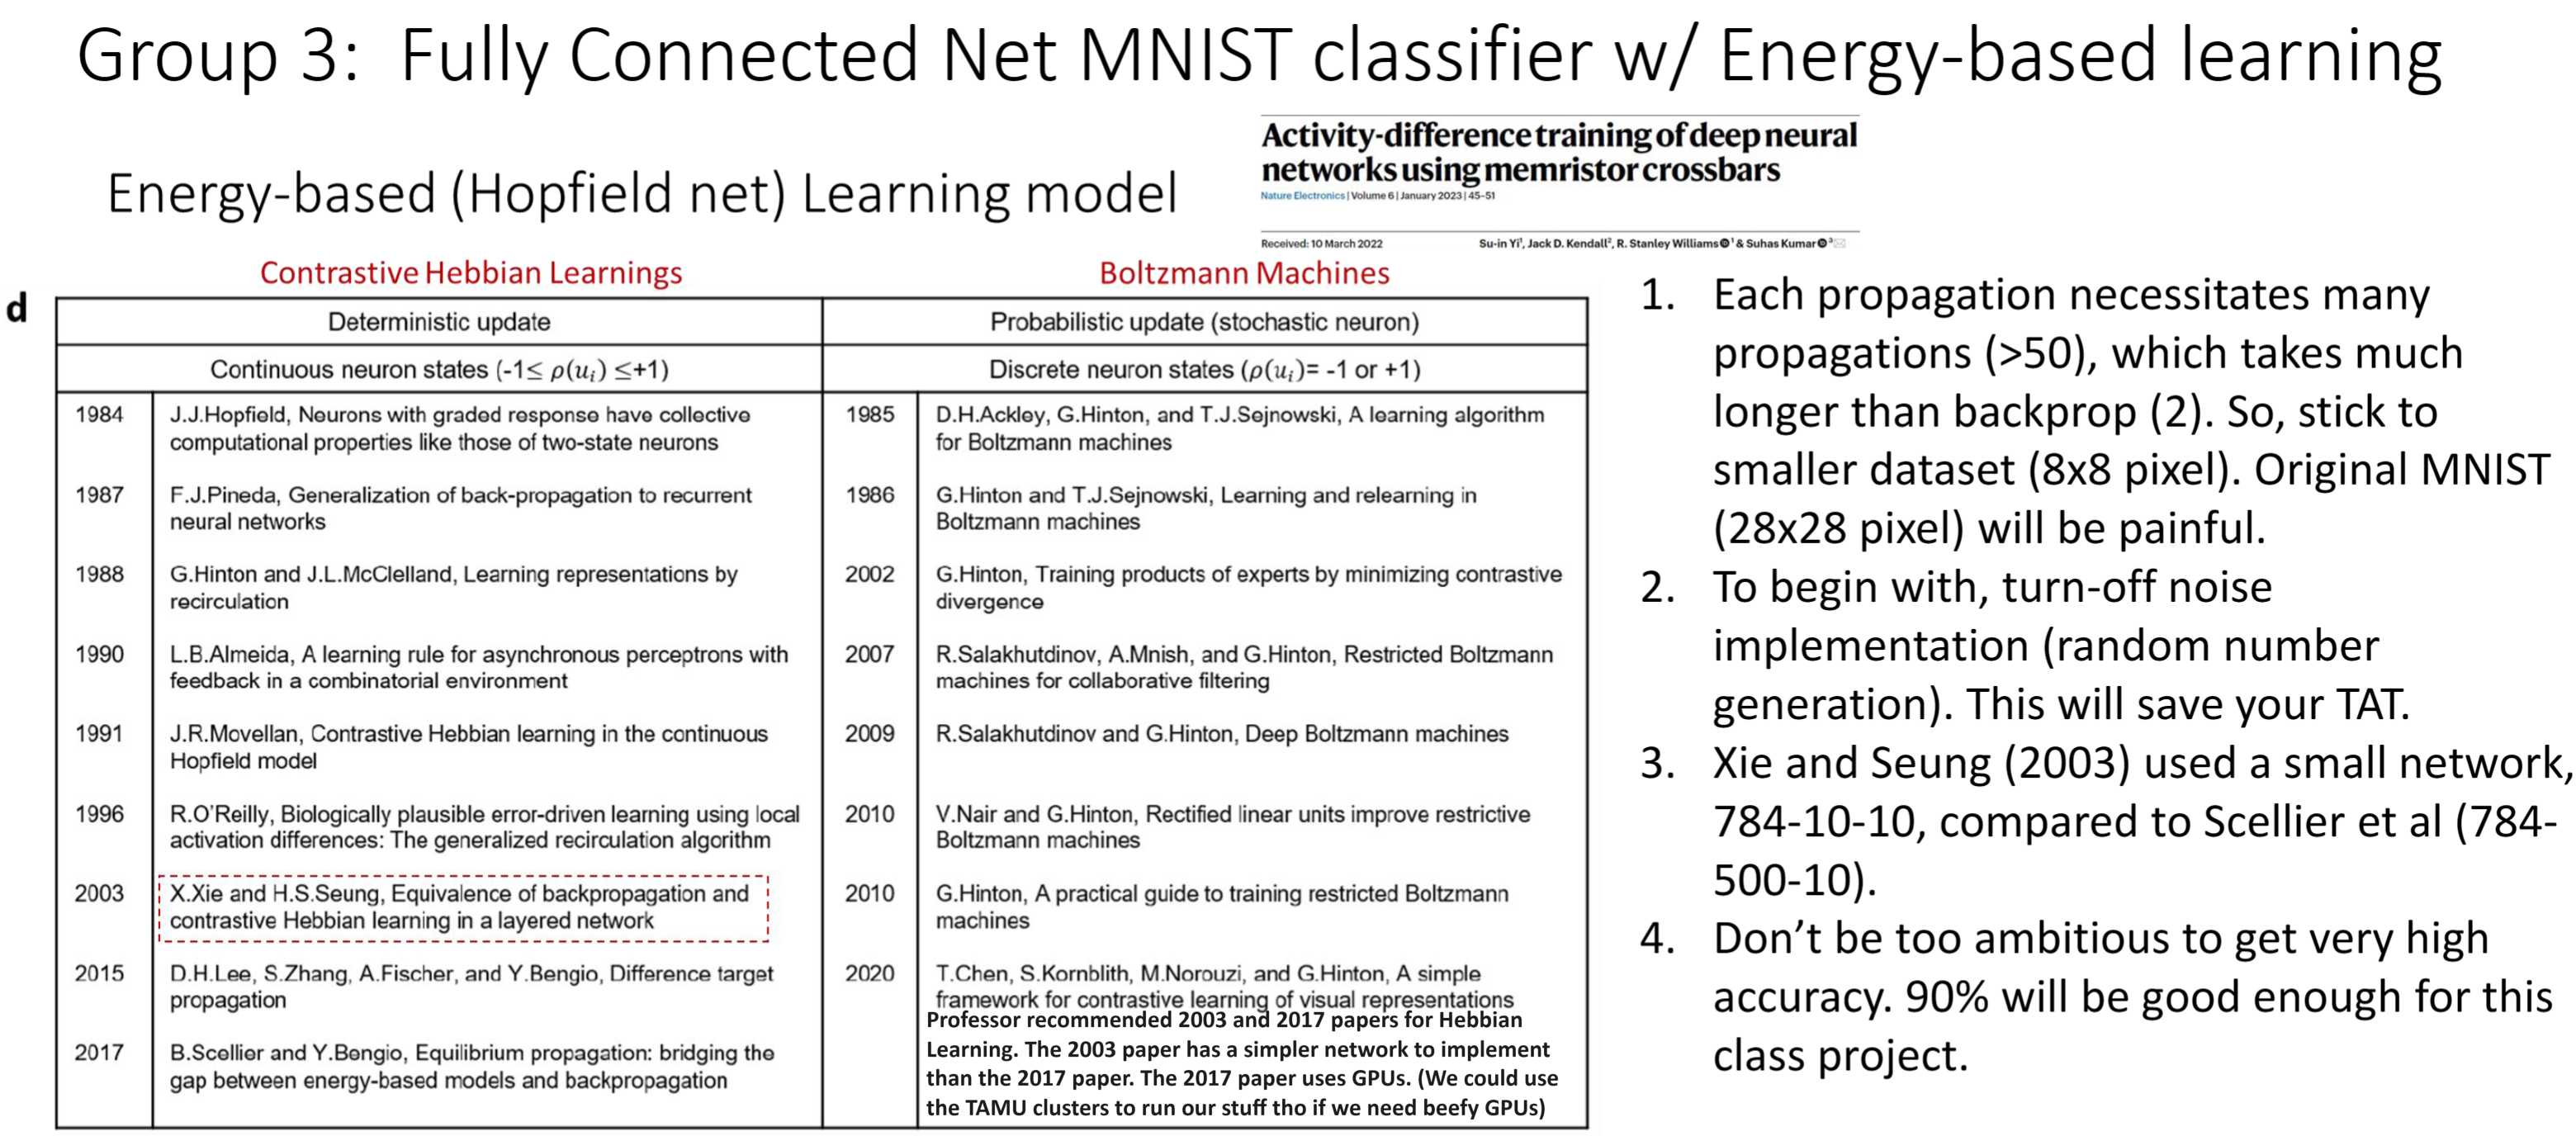 Group 3: Fully Connected Net MNIST classifier w/ Energy-based learning
Activity-difference training of deep neural
networks using memristor crossbars
Nature Electronics | Volume 6 | January 2023 | 45–51
Received: 10 March 2022
Su-in Yi¹, Jack D. Kendall², R. Stanley Williams¹ & Suhas Kumar³
Energy-based (Hopfield net) Learning model
Contrastive Hebbian Learnings
Boltzmann Machines
d
Deterministic update
Probabilistic update (stochastic neuron)
Continuous neuron states (-1≤ ρ(uᵢ) ≤+1)
Discrete neuron states (ρ(uᵢ)= -1 or +1)
1984
J.J.Hopfield, Neurons with graded response have collective
computational properties like those of two-state neurons
1985
D.H.Ackley, G.Hinton, and T.J.Sejnowski, A learning algorithm
for Boltzmann machines
1987
F.J.Pineda, Generalization of back-propagation to recurrent
neural networks
1986
G.Hinton and T.J.Sejnowski, Learning and relearning in
Boltzmann machines
1988
G.Hinton and J.L.McClelland, Learning representations by
recirculation
2002
G.Hinton, Training products of experts by minimizing contrastive
divergence
1990
L.B.Almeida, A learning rule for asynchronous perceptrons with
feedback in a combinatorial environment
2007
R.Salakhutdinov, A.Mnish, and G.Hinton, Restricted Boltzmann
machines for collaborative filtering
1991
J.R.Movellan, Contrastive Hebbian learning in the continuous
Hopfield model
2009
R.Salakhutdinov and G.Hinton, Deep Boltzmann machines
1996
R.O'Reilly, Biologically plausible error-driven learning using local
activation differences: The generalized recirculation algorithm
2010
V.Nair and G.Hinton, Rectified linear units improve restrictive
Boltzmann machines
2003
X.Xie and H.S.Seung, Equivalence of backpropagation and
contrastive Hebbian learning in a layered network
2010
G.Hinton, A practical guide to training restricted Boltzmann
machines
2015
D.H.Lee, S.Zhang, A.Fischer, and Y.Bengio, Difference target
propagation
2020
T.Chen, S.Kornblith, M.Norouzi, and G.Hinton, A simple
framework for contrastive learning of visual representations
2017
B.Scellier and Y.Bengio, Equilibrium propagation: bridging the
gap between energy-based models and backpropagation
Professor recommended 2003 and 2017 papers for Hebbian
Learning. The 2003 paper has a simpler network to implement
than the 2017 paper. The 2017 paper uses GPUs. (We could use
the TAMU clusters to run our stuff tho if we need beefy GPUs)
1. Each propagation necessitates many
propagations (>50), which takes much
longer than backprop (2). So, stick to
smaller dataset (8x8 pixel). Original MNIST
(28x28 pixel) will be painful.
2. To begin with, turn-off noise
implementation (random number
generation). This will save your TAT.
3. Xie and Seung (2003) used a small network,
784-10-10, compared to Scellier et al (784-
500-10).
4. Don't be too ambitious to get very high
accuracy. 90% will be good enough for this
class project.